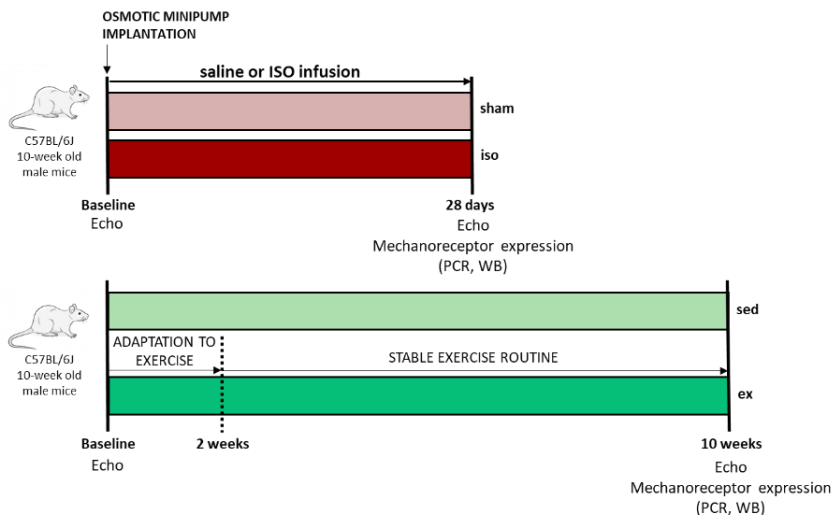 OSMOTIC MINIPUMP
IMPLANTATION
saline or ISO infusion
sham
C57BL/6J
10-week old
male mice
iso
Baseline
Echo
28 days
Echo
Mechanoreceptor expression
(PCR, WB)
sed
C57BL/6J
10-week old
male mice
ADAPTATION TO
EXERCISE
STABLE EXERCISE ROUTINE
ex
Baseline
Echo
2 weeks
10 weeks
Echo
Mechanoreceptor expression
(PCR, WB)